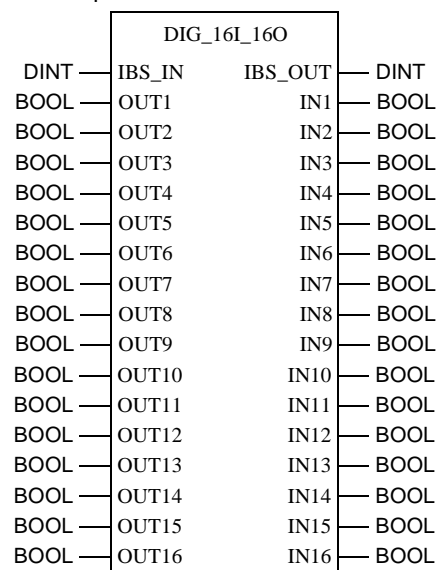 DIG_16I_16O
DINT IBS_IN IBS_OUT DINT
BOOL OUT1 IN1 BOOL
BOOL OUT2 IN2 BOOL
BOOL OUT3 IN3 BOOL
BOOL OUT4 IN4 BOOL
BOOL OUT5 IN5 BOOL
BOOL OUT6 IN6 BOOL
BOOL OUT7 IN7 BOOL
BOOL OUT8 IN8 BOOL
BOOL OUT9 IN9 BOOL
BOOL OUT10 IN10 BOOL
BOOL OUT11 IN11 BOOL
BOOL OUT12 IN12 BOOL
BOOL OUT13 IN13 BOOL
BOOL OUT14 IN14 BOOL
BOOL OUT15 IN15 BOOL
BOOL OUT16 IN16 BOOL